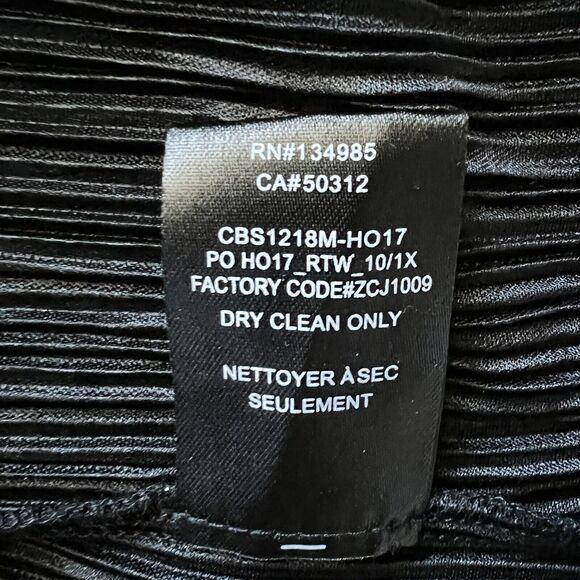 RN#134985
CA#50312
CBS1218M-HO17
PO HO17_RTW_10/1X
FACTORY CODE#ZCJ1009
DRY CLEAN ONLY
NETTOYER À SEC
SEULEMENT